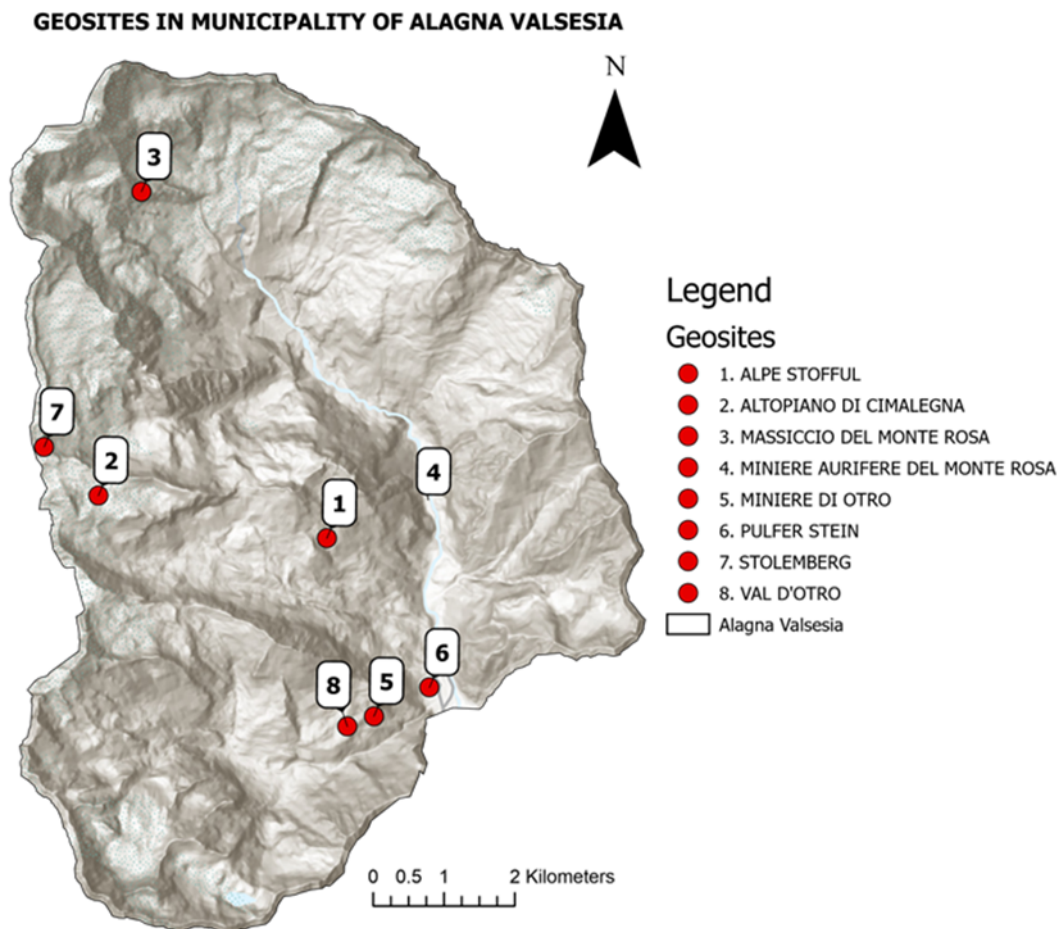 GEOSITES IN MUNICIPALITY OF ALAGNA VALSESIA
N
3
7
2
1
4
6
5
8
Legend
Geosites
1. ALPE STOFFUL
2. ALTOPIANO DI CIMALEGNA
3. MASSICCIO DEL MONTE ROSA
4. MINIERE AURIFERE DEL MONTE ROSA
5. MINIERE DI OTRO
6. PULFER STEIN
7. STOLEMBERG
8. VAL D'OTRO
Alagna Valsesia
0 0.5 1 2 Kilometers